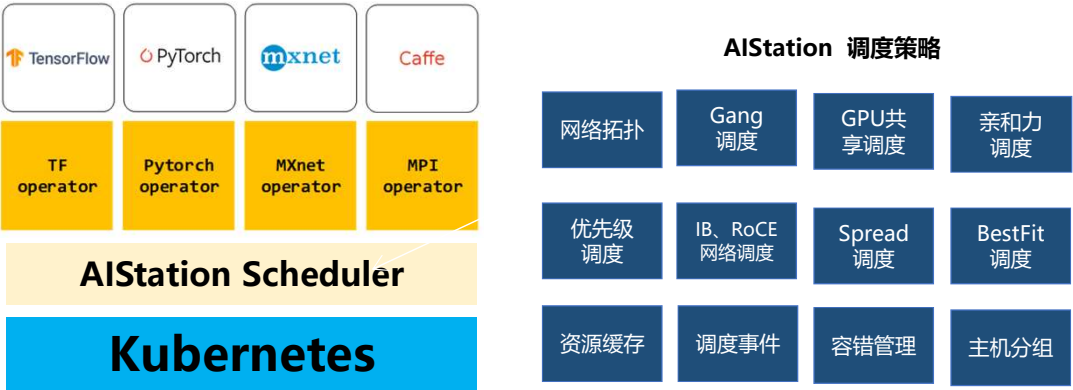 TensorFlow
PyTorch
mxnet
Caffe
TF
operator
Pytorch
operator
MXnet
operator
MPI
operator
AIStation Scheduler
Kubernetes
AIStation 调度策略
网络拓扑
Gang
调度
GPU共
享调度
亲和力
调度
优先级
调度
IB、RoCE
网络调度
Spread
调度
BestFit
调度
资源缓存
调度事件
容错管理
主机分组